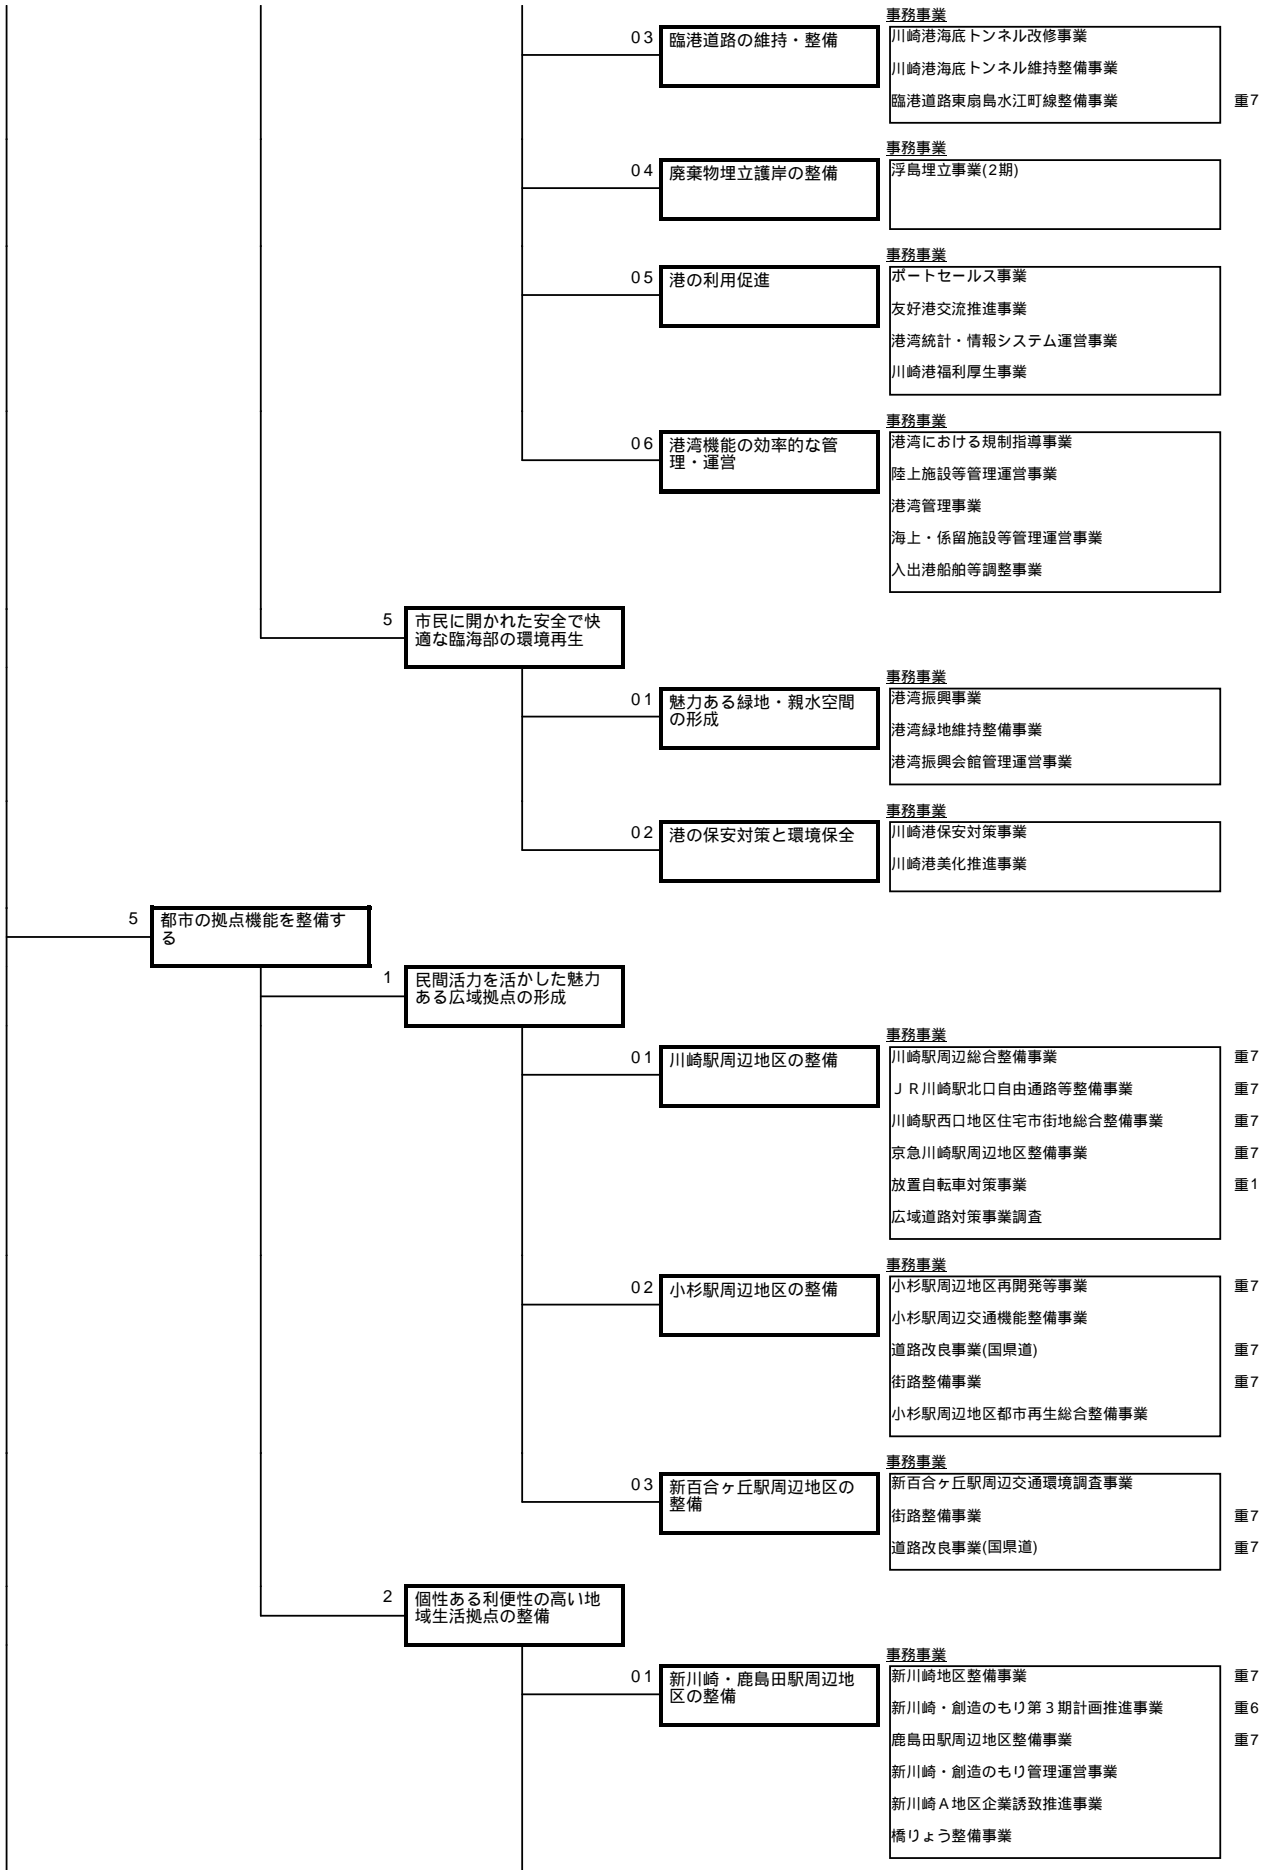 事務事業
03 臨港道路の維持・整備
川崎港海底トンネル改修事業
川崎港海底トンネル維持整備事業
臨港道路東扇島水江町線整備事業 重7
事務事業
04 廃棄物埋立護岸の整備
浮島埋立事業(2期)
事務事業
05 港の利用促進
ポートセールス事業
友好港交流推進事業
港湾統計・情報システム運営事業
川崎港福利厚生事業
事務事業
06 港湾機能の効率的な管
理・運営
港湾における規制指導事業
陸上施設等管理運営事業
港湾管理事業
海上・係留施設等管理運営事業
入出港船舶等調整事業
5 市民に開かれた安全で快
適な臨海部の環境再生
事務事業
01 魅力ある緑地・親水空間
の形成
港湾振興事業
港湾緑地維持整備事業
港湾振興会館管理運営事業
事務事業
02 港の保安対策と環境保全
川崎港保安対策事業
川崎港美化推進事業
5 都市の拠点機能を整備す
る
1 民間活力を活かした魅力
ある広域拠点の形成
事務事業
01 川崎駅周辺地区の整備
川崎駅周辺総合整備事業 重7
JR川崎駅北口自由通路等整備事業 重7
川崎駅西口地区住宅市街地総合整備事業 重7
京急川崎駅周辺地区整備事業 重7
放置自転車対策事業 重1
広域道路対策事業調査
事務事業
02 小杉駅周辺地区の整備
小杉駅周辺地区再開発等事業 重7
小杉駅周辺交通機能整備事業
道路改良事業(国県道) 重7
街路整備事業 重7
小杉駅周辺地区都市再生総合整備事業
事務事業
03 新百合ヶ丘駅周辺地区の
整備
新百合ヶ丘駅周辺交通環境調査事業
街路整備事業 重7
道路改良事業(国県道) 重7
2 個性ある利便性の高い地
域生活拠点の整備
事務事業
01 新川崎・鹿島田駅周辺地
区の整備
新川崎地区整備事業 重7
新川崎・創造のもり第3期計画推進事業 重6
鹿島田駅周辺地区整備事業 重7
新川崎・創造のもり管理運営事業
新川崎A地区企業誘致推進事業
橋りょう整備事業